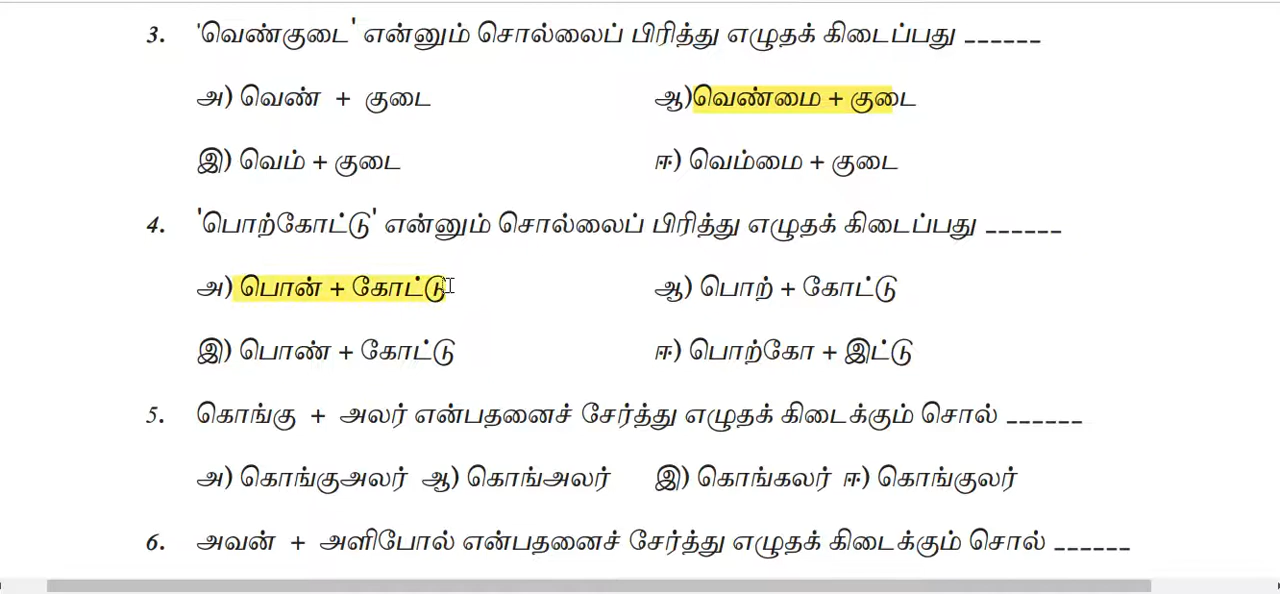 3. 'வெண்குடை' என்னும் சொல்லைப் பிரித்து எழுதக் கிடைப்பது ______
அ) வெண் + குடை ஆ)வெண்மை + குடை
இ) வெம் + குடை ஈ) வெம்மை + குடை
4. 'பொற்கோட்டு' என்னும் சொல்லைப் பிரித்து எழுதக் கிடைப்பது ______
அ) பொன் + கோட்டு ஆ) பொற் + கோட்டு
இ) பொண் + கோட்டு ஈ) பொற்கோ + இட்டு
5. கொங்கு + அலர் என்பதனைச் சேர்த்து எழுதக் கிடைக்கும் சொல் ______
அ) கொங்குஅலர் ஆ) கொங்அலர் இ) கொங்கலர் ஈ) கொங்குலர்
6. அவன் + அளிபோல் என்பதனைச் சேர்த்து எழுதக் கிடைக்கும் சொல் ______